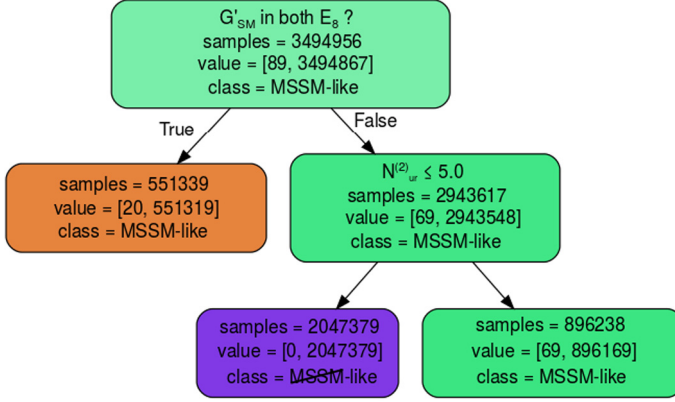 G'SM in both E8 ?
samples = 3494956
value = [89, 3494867]
class = MSSM-like
True
False
samples = 551339
value = [20, 551319]
class = MSSM-like
N(2)ur ≤ 5.0
samples = 2943617
value = [69, 2943548]
class = MSSM-like
samples = 2047379
value = [0, 2047379]
class = MSSM-like
samples = 896238
value = [69, 896169]
class = MSSM-like